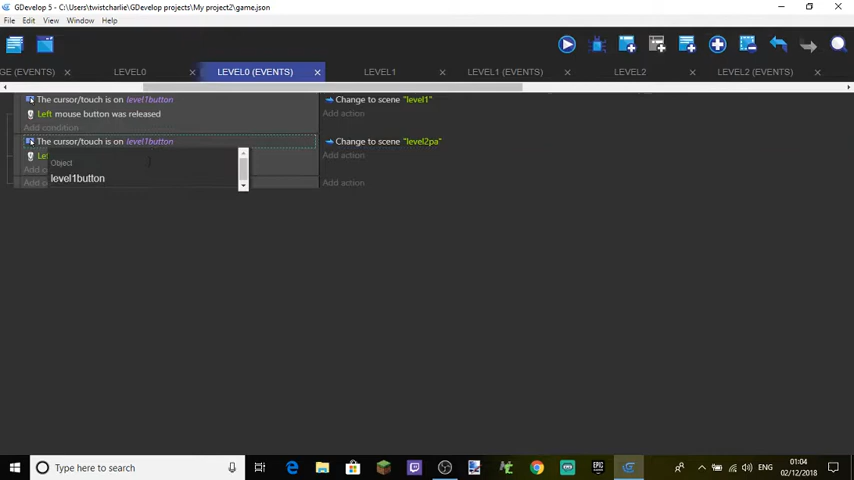 GDevelop 5 - C:\Users\twistcharlie\GDevelop projects\My project2\game.json
File Edit View Window Help
GE (EVENTS) LEVEL0 LEVEL0 (EVENTS) LEVEL1 LEVEL1 (EVENTS) LEVEL2 LEVEL2 (EVENTS)
The cursor/touch is on level1button Change to scene "level1"
Left mouse button was released Add action
Add condition
The cursor/touch is on level1button Change to scene "level2pa"
Lef Add action
Object
Add c
level1button
Add c Add action
Type here to search
ENG
01:04
02/12/2018